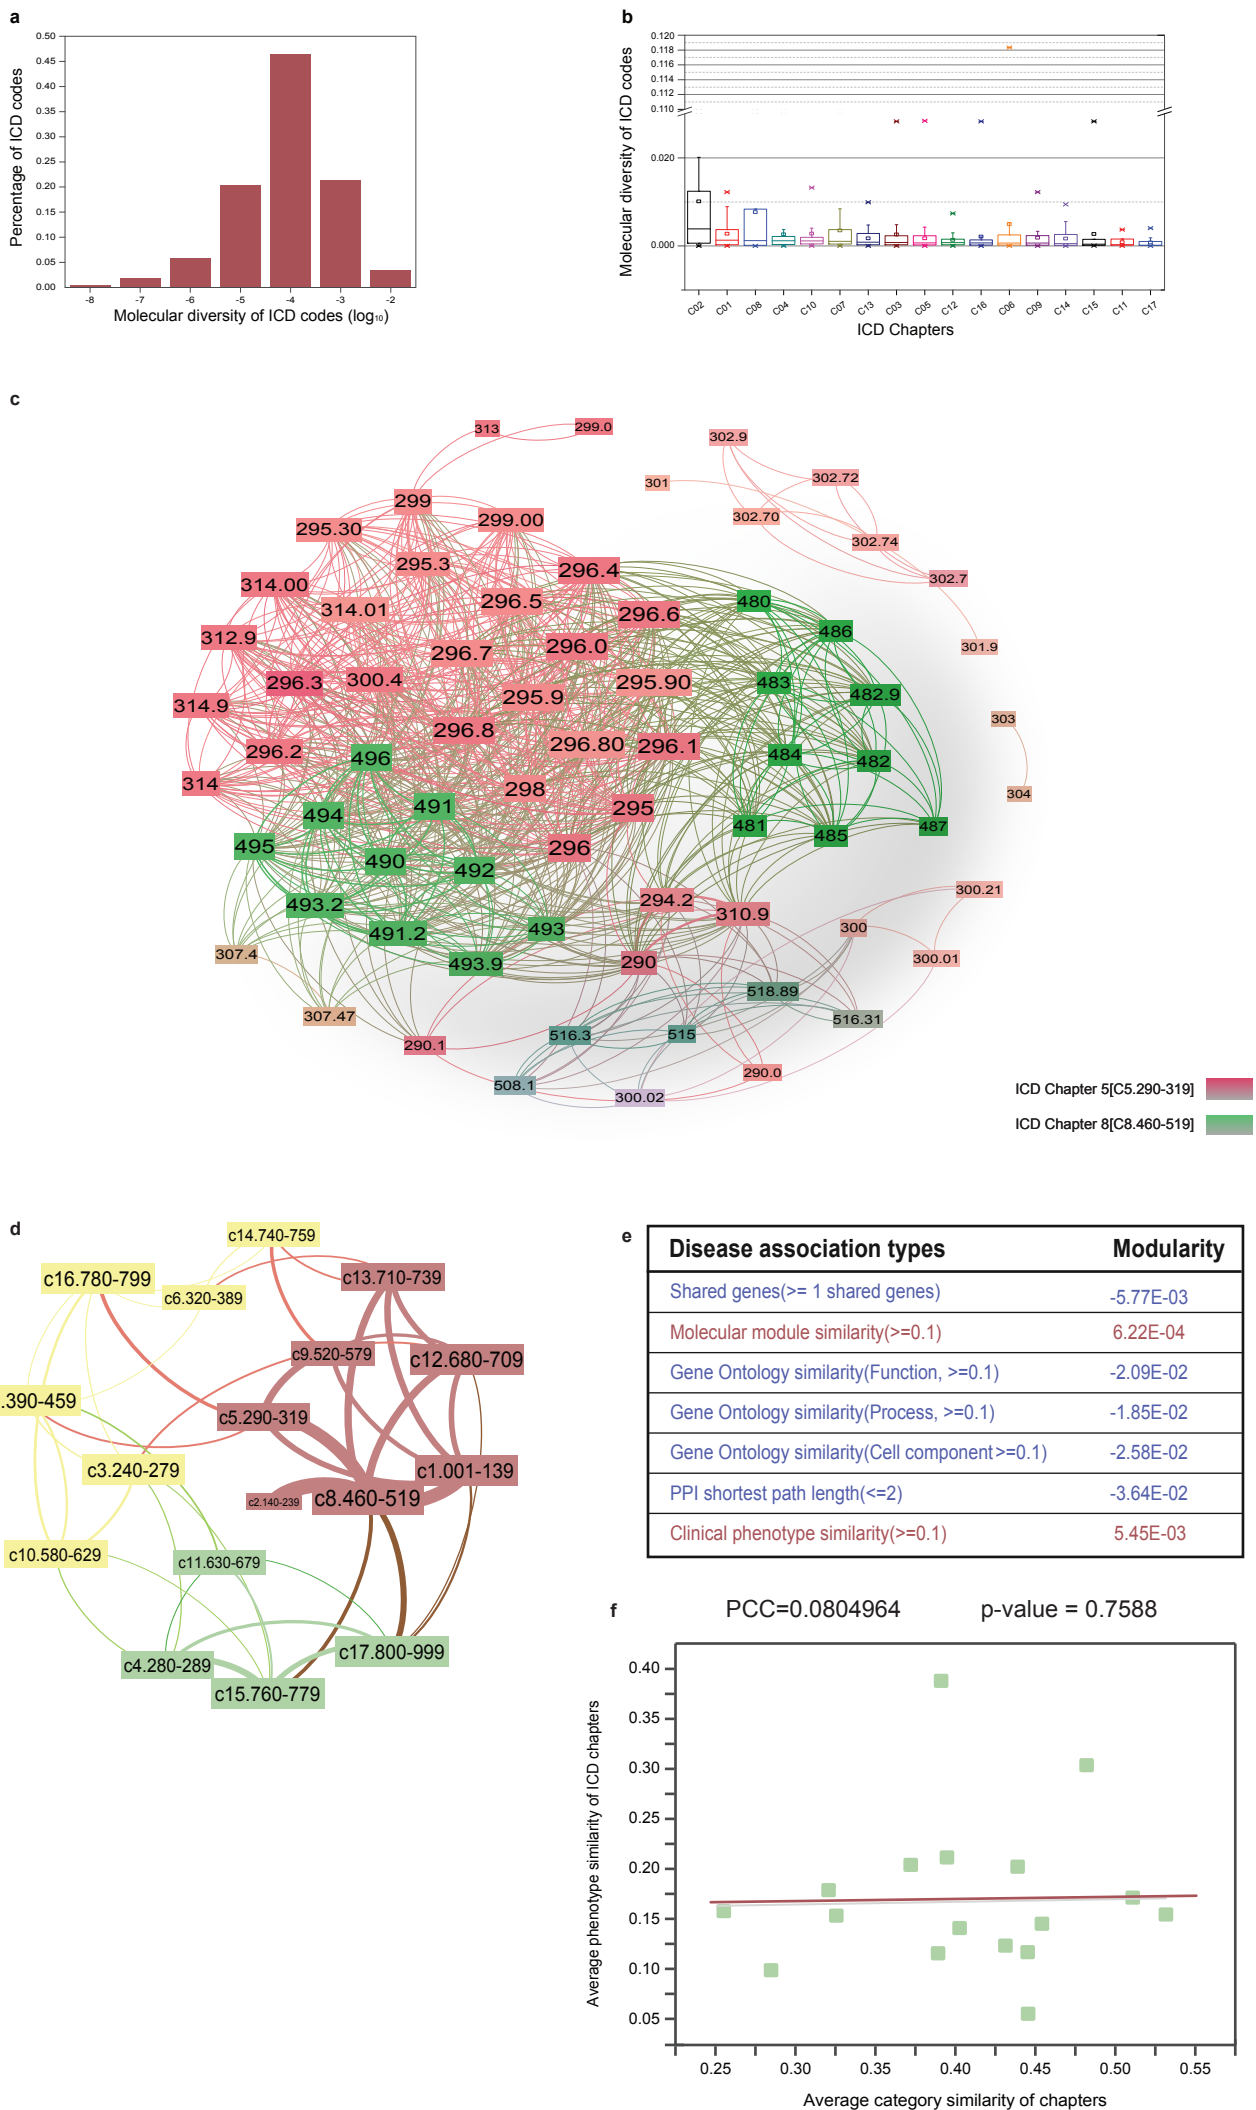 a
0.50
0.45
0.40
0.35
0.30
0.25
0.20
0.15
0.10
0.05
0.00
Percentage of ICD codes
-8 -7 -6 -5 -4 -3 -2
Molecular diversity of ICD codes (log₁₀)
b
0.120
0.118
0.116
0.114
0.112
0.110
0.020
0.000
Molecular diversity of ICD codes
C02 C01 C08 C04 C10 C07 C13 C03 C05 C12 C16 C06 C09 C14 C15 C11 C17
ICD Chapters
c
313
299.0
302.9
301
302.72
299
302.70
295.30
299.00
302.74
295.3
296.4
302.7
314.00
314.01
296.5
296.6
480
486
312.9
296.7
296.0
301.9
296.3
300.4
295.9
295.90
483
482.9
314.9
303
296.8
296.80
296.1
296.2
496
484
482
314
298
304
494
491
295
481
485
487
495
490
492
296
493.2
294.2
310.9
300.21
491.2
493
300
307.4
493.9
290
300.01
518.89
307.47
516.31
290.1
516.3
515
508.1
290.0
300.02
ICD Chapter 5[C5.290-319]
ICD Chapter 8[C8.460-519]
d
c14.740-759
c16.780-799
c6.320-389
c13.710-739
c9.520-579
c12.680-709
.390-459
c5.290-319
c3.240-279
c1.001-139
c2.140-239
c8.460-519
c10.580-629
c11.630-679
c4.280-289
c17.800-999
c15.760-779
e
Disease association types Modularity
Shared genes(>= 1 shared genes) -5.77E-03
Molecular module similarity(>=0.1) 6.22E-04
Gene Ontology similarity(Function, >=0.1) -2.09E-02
Gene Ontology similarity(Process, >=0.1) -1.85E-02
Gene Ontology similarity(Cell component>=0.1) -2.58E-02
PPI shortest path length(<=2) -3.64E-02
Clinical phenotype similarity(>=0.1) 5.45E-03
f
PCC=0.0804964 p-value = 0.7588
0.40
0.35
0.30
0.25
0.20
0.15
0.10
0.05
Average phenotype similarity of ICD chapters
0.25 0.30 0.35 0.40 0.45 0.50 0.55
Average category similarity of chapters